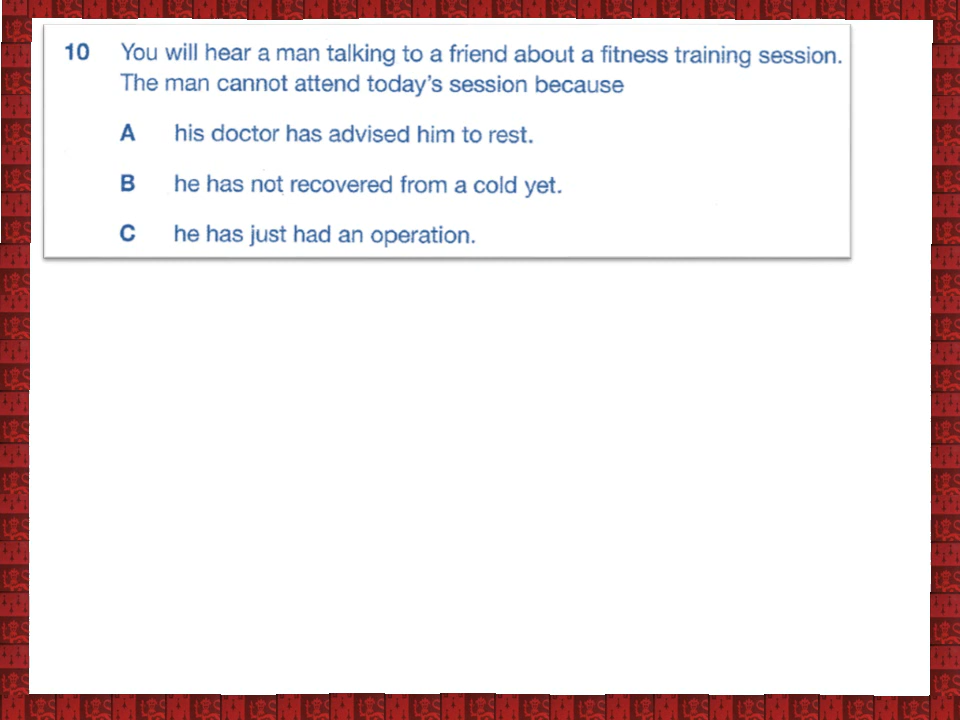 10 You will hear a man talking to a friend about a fitness training session.
The man cannot attend today's session because
A his doctor has advised him to rest.
B he has not recovered from a cold yet.
C he has just had an operation.